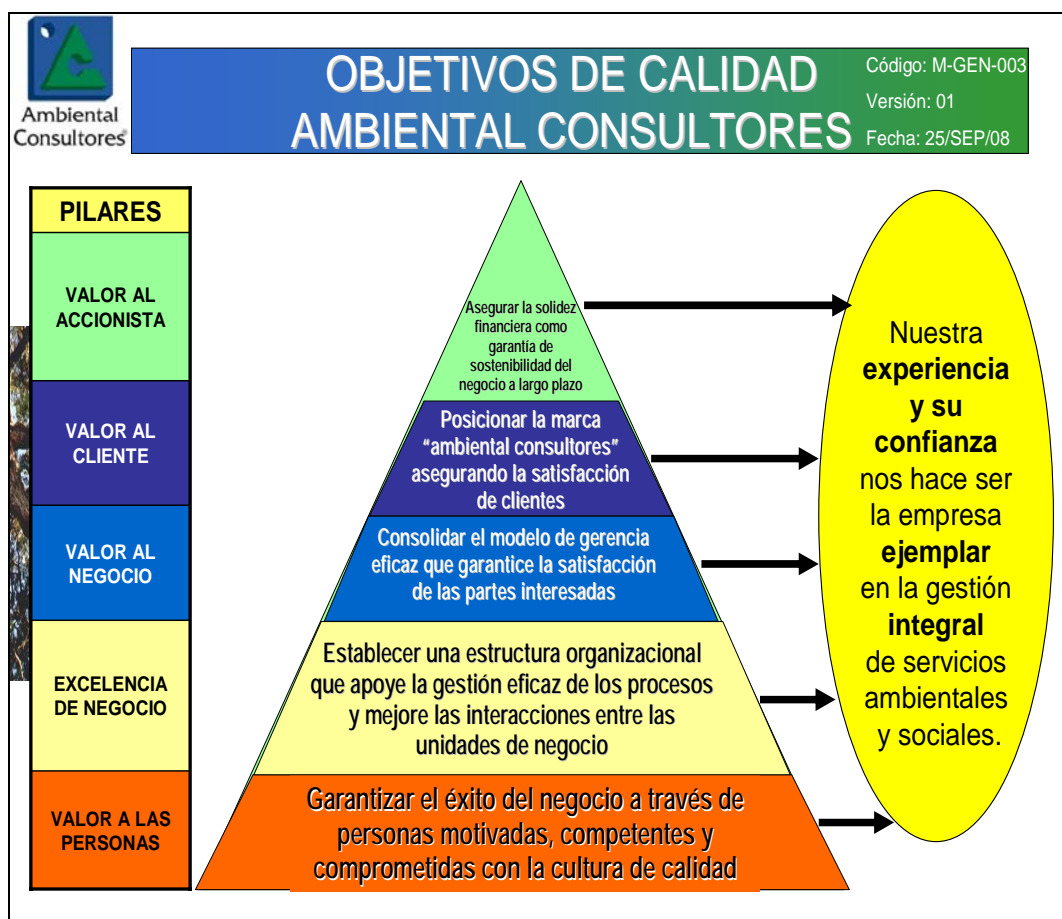 Ambiental
Consultores®
OBJETIVOS DE CALIDAD
AMBIENTAL CONSULTORES
Código: M-GEN-003
Versión: 01
Fecha: 25/SEP/08
PILARES
VALOR AL
ACCIONISTA
VALOR AL
CLIENTE
VALOR AL
NEGOCIO
EXCELENCIA
DE NEGOCIO
VALOR A LAS
PERSONAS
Asegurar la solidez
financiera como
garantía de
sostenibilidad del
negocio a largo plazo
Posicionar la marca
“ambiental consultores”
asegurando la satisfacción
de clientes
Consolidar el modelo de gerencia
eficaz que garantice la satisfacción
de las partes interesadas
Establecer una estructura organizacional
que apoye la gestión eficaz de los procesos
y mejore las interacciones entre las
unidades de negocio
Garantizar el éxito del negocio a través de
personas motivadas, competentes y
comprometidas con la cultura de calidad
Nuestra
experiencia
y su
confianza
nos hace ser
la empresa
ejemplar
en la gestión
integral
de servicios
ambientales
y sociales.